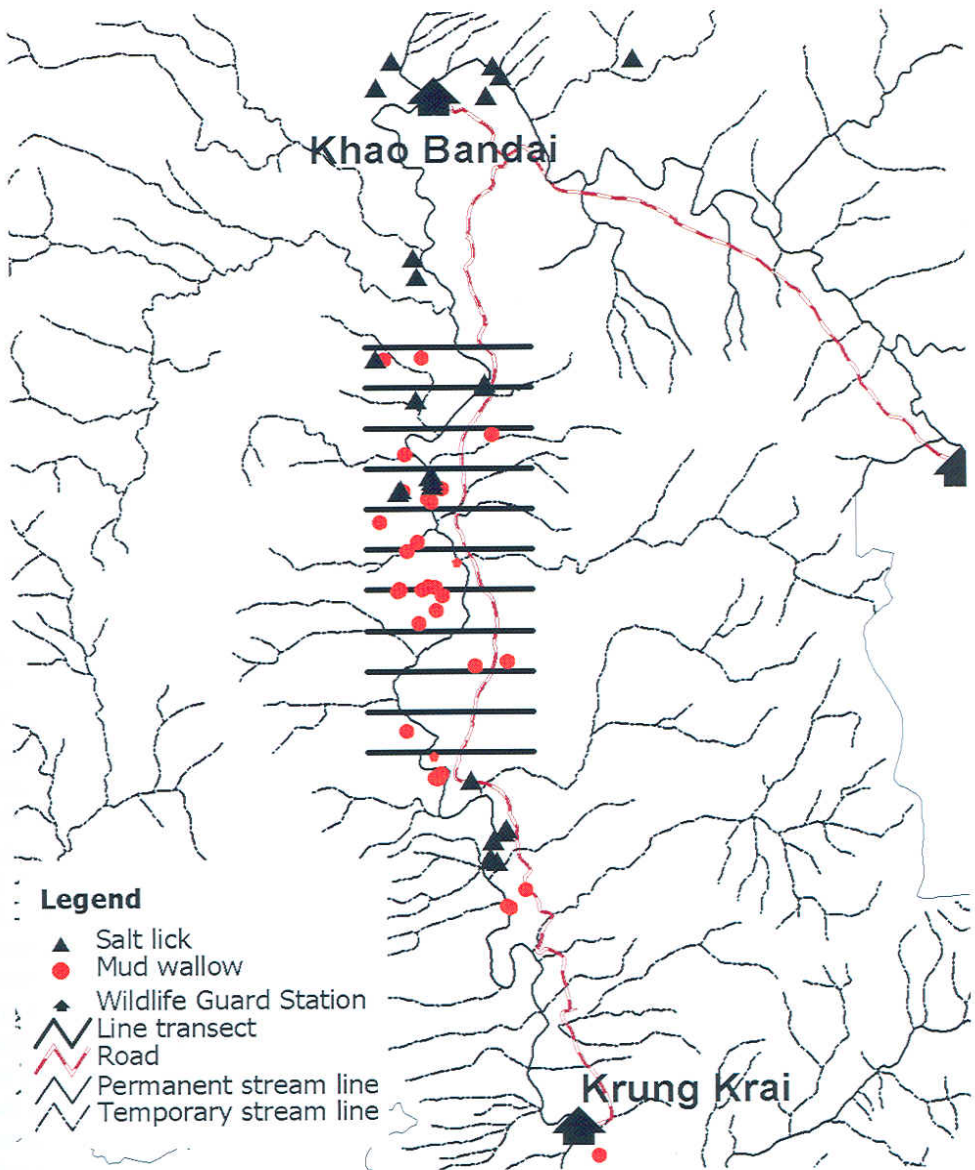 Khao Bandai
Legend
Salt lick
Mud wallow
Wildlife Guard Station
Line transect
Road
Permanent stream line
Temporary stream line
Krung Krai